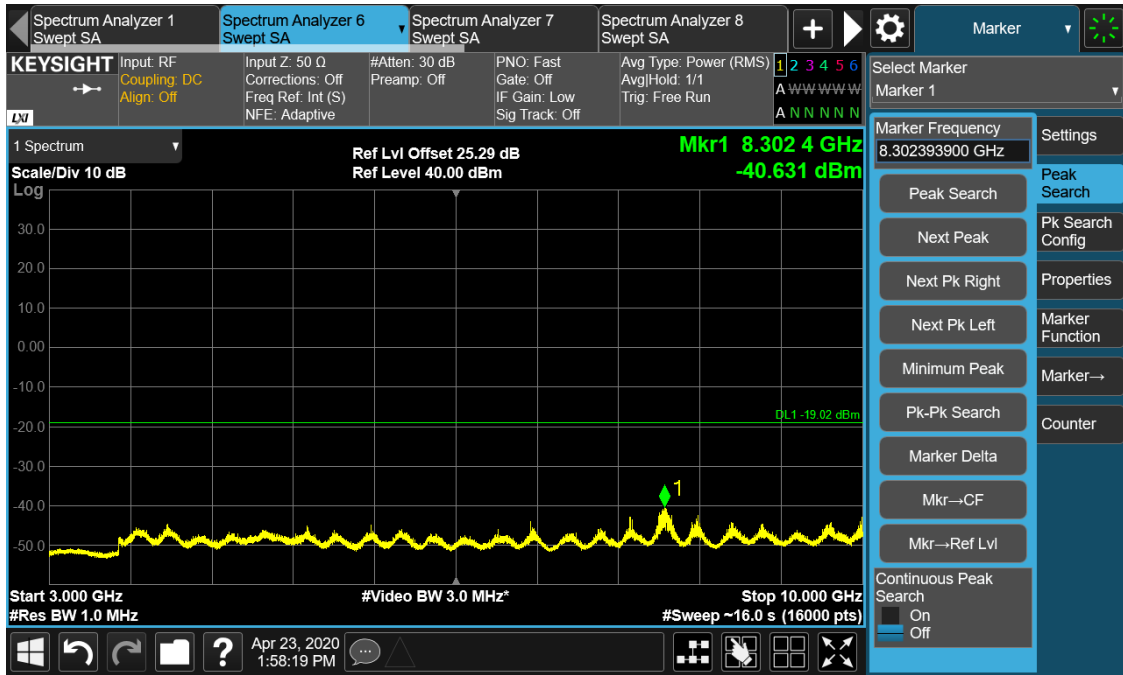 Spectrum Analyzer 1
Swept SA
Spectrum Analyzer 6
Swept SA
Spectrum Analyzer 7
Swept SA
Spectrum Analyzer 8
Swept SA
+
Marker
KEYSIGHT
LXI
Input: RF
Coupling: DC
Align: Off
Input Z: 50 Ω
Corrections: Off
Freq Ref: Int (S)
NFE: Adaptive
#Atten: 30 dB
Preamp: Off
PNO: Fast
Gate: Off
IF Gain: Low
Sig Track: Off
Avg Type: Power (RMS)
Avg|Hold: 1/1
Trig: Free Run
1 2 3 4 5 6
A W W W W W
A N N N N N
Select Marker
Marker 1
1 Spectrum
Scale/Div 10 dB
Log
Ref Lvl Offset 25.29 dB
Ref Level 40.00 dBm
Mkr1 8.302 4 GHz
-40.631 dBm
30.0
20.0
10.0
0.00
-10.0
-20.0
-30.0
-40.0
-50.0
DL1 -19.02 dBm
1
Start 3.000 GHz
#Res BW 1.0 MHz
#Video BW 3.0 MHz*
Stop 10.000 GHz
#Sweep ~16.0 s (16000 pts)
Marker Frequency
8.302393900 GHz
Peak Search
Next Peak
Next Pk Right
Next Pk Left
Minimum Peak
Pk-Pk Search
Marker Delta
Mkr→CF
Mkr→Ref Lvl
Continuous Peak
Search
On
Off
Settings
Peak
Search
Pk Search
Config
Properties
Marker
Function
Marker→
Counter
?
Apr 23, 2020
1:58:19 PM